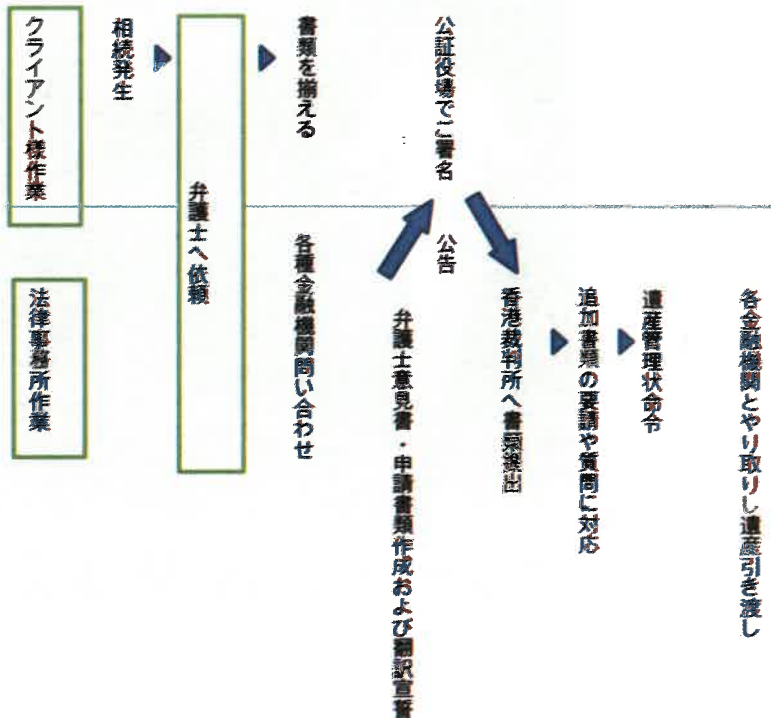 クライアント様作業
法律事務所作業
相続発生
弁護士へ依頼
書類を揃える
各種金融機関問い合わせ
弁護士意見書・申請書類作成および翻訳宣誓
公証役場でご署名
公告
香港裁判所へ書類提出
追加書類の要請や質問に対応
遺産管理状命令
各金融機関とやり取りし遺産引き渡し